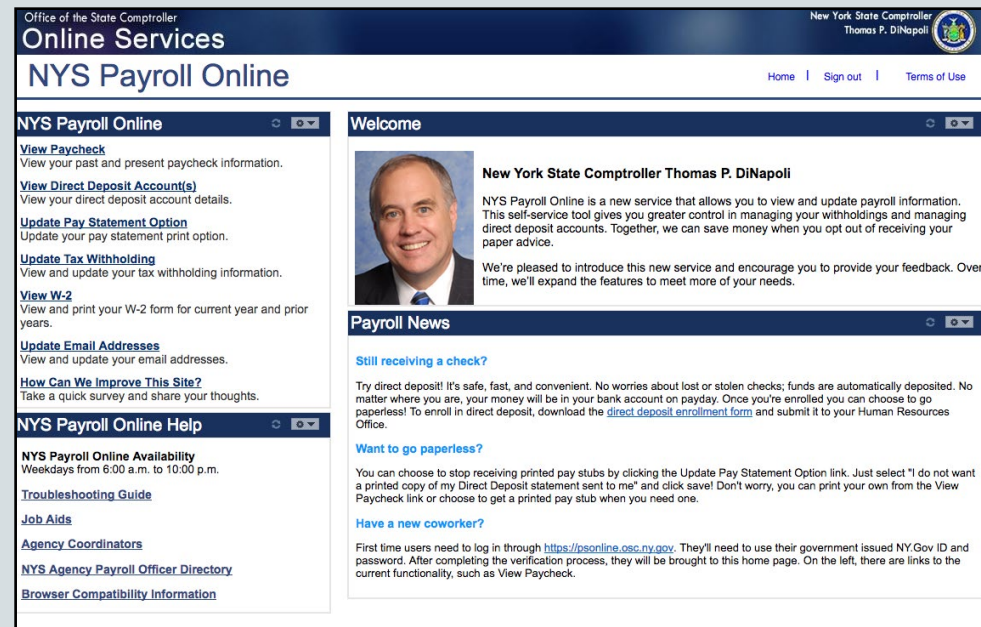 Office of the State Comptroller
Online Services
New York State Comptroller
Thomas P. DiNapoli
NYS Payroll Online
Home | Sign out | Terms of Use
NYS Payroll Online
View Paycheck
View your past and present paycheck information.
View Direct Deposit Account(s)
View your direct deposit account details.
Update Pay Statement Option
Update your pay statement print option.
Update Tax Withholding
View and update your tax withholding information.
View W-2
View and print your W-2 form for current year and prior
years.
Update Email Addresses
View and update your email addresses.
How Can We Improve This Site?
Take a quick survey and share your thoughts.
NYS Payroll Online Help
NYS Payroll Online Availability
Weekdays from 6:00 a.m. to 10:00 p.m.
Troubleshooting Guide
Job Aids
Agency Coordinators
NYS Agency Payroll Officer Directory
Browser Compatibility Information
Welcome
New York State Comptroller Thomas P. DiNapoli
NYS Payroll Online is a new service that allows you to view and update payroll information.
This self-service tool gives you greater control in managing your withholdings and managing
direct deposit accounts. Together, we can save money when you opt out of receiving your
paper advice.
We're pleased to introduce this new service and encourage you to provide your feedback. Over
time, we'll expand the features to meet more of your needs.
Payroll News
Still receiving a check?
Try direct deposit! It's safe, fast, and convenient. No worries about lost or stolen checks; funds are automatically deposited. No
matter where you are, your money will be in your bank account on payday. Once you're enrolled you can choose to go
paperless! To enroll in direct deposit, download the direct deposit enrollment form and submit it to your Human Resources
Office.
Want to go paperless?
You can choose to stop receiving printed pay stubs by clicking the Update Pay Statement Option link. Just select "I do not want
a printed copy of my Direct Deposit statement sent to me" and click save! Don't worry, you can print your own from the View
Paycheck link or choose to get a printed pay stub when you need one.
Have a new coworker?
First time users need to log in through https://psonline.osc.ny.gov. They'll need to use their government issued NY.Gov ID and
password. After completing the verification process, they will be brought to this home page. On the left, there are links to the
current functionality, such as View Paycheck.